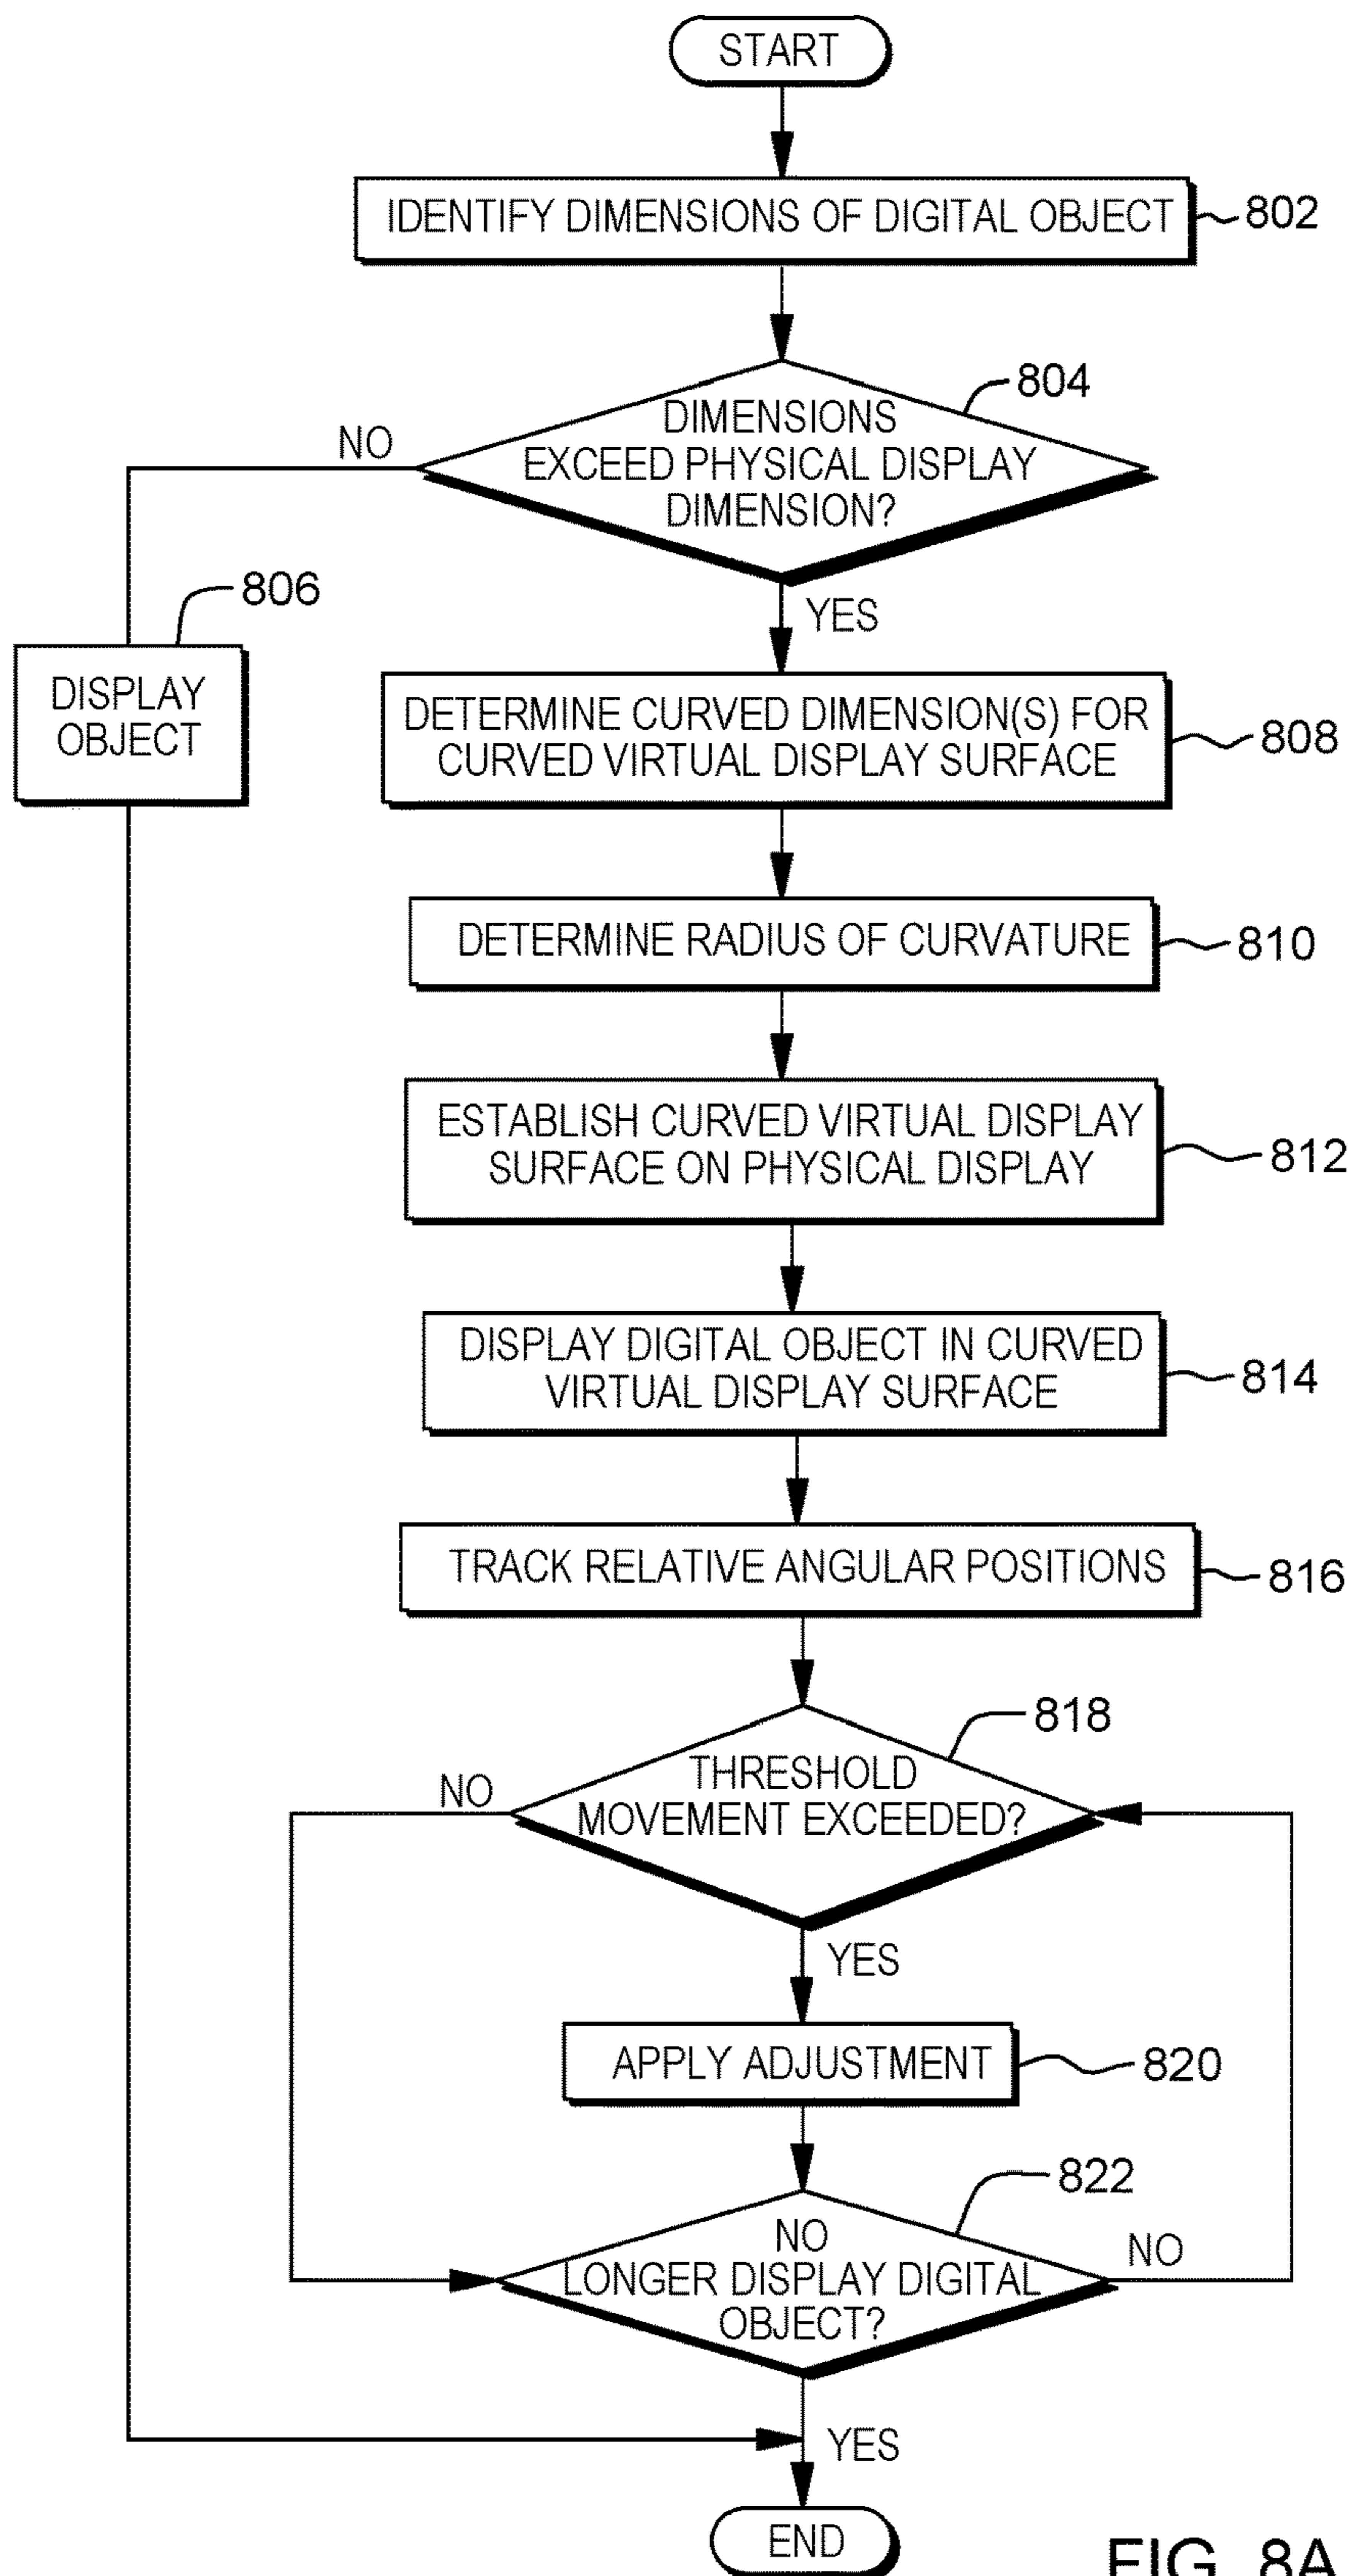 START
IDENTIFY DIMENSIONS OF DIGITAL OBJECT
802
804
DIMENSIONS
EXCEED PHYSICAL DISPLAY
DIMENSION?
NO
YES
806
DISPLAY
OBJECT
DETERMINE CURVED DIMENSION(S) FOR
CURVED VIRTUAL DISPLAY SURFACE
808
DETERMINE RADIUS OF CURVATURE
810
ESTABLISH CURVED VIRTUAL DISPLAY
SURFACE ON PHYSICAL DISPLAY
812
DISPLAY DIGITAL OBJECT IN CURVED
VIRTUAL DISPLAY SURFACE
814
TRACK RELATIVE ANGULAR POSITIONS
816
818
THRESHOLD
MOVEMENT EXCEEDED?
NO
YES
APPLY ADJUSTMENT
820
822
NO
LONGER DISPLAY DIGITAL
OBJECT?
NO
YES
END
FIG. 8A